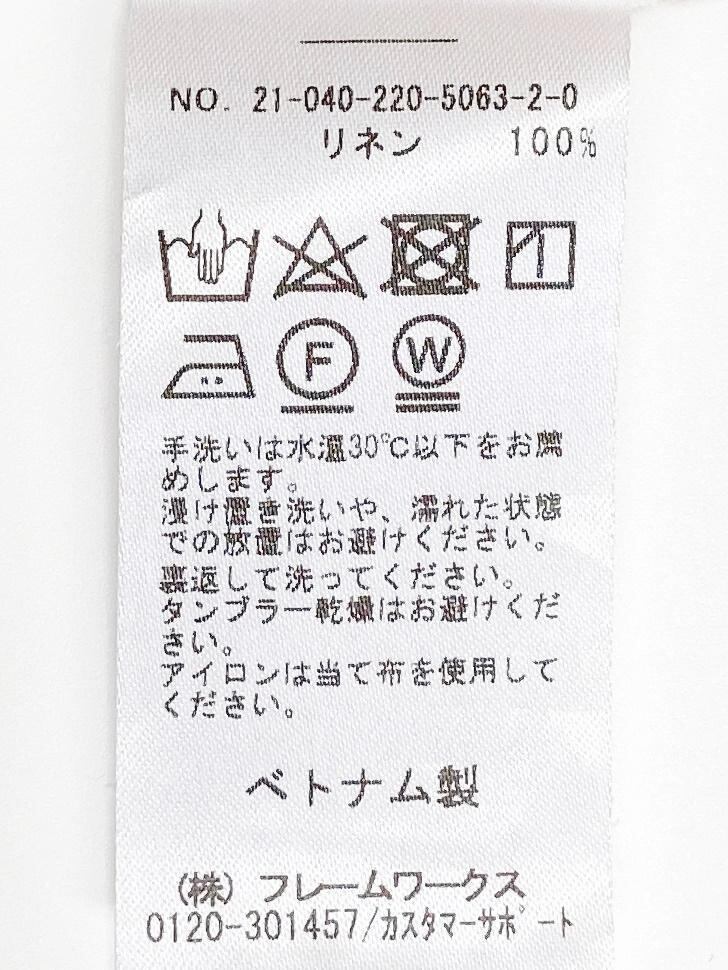 NO. 21-040-220-5063-2-0
リネン 100%
F W
手洗いは水温30℃以下をお薦
めします。
浸け置き洗いや、濡れた状態
での放置はお避けください。
裏返して洗ってください。
タンブラー乾燥はお避けくだ
さい。
アイロンは当て布を使用して
ください。
ベトナム製
(株) フレームワークス
0120-301457/カスタマーサポート